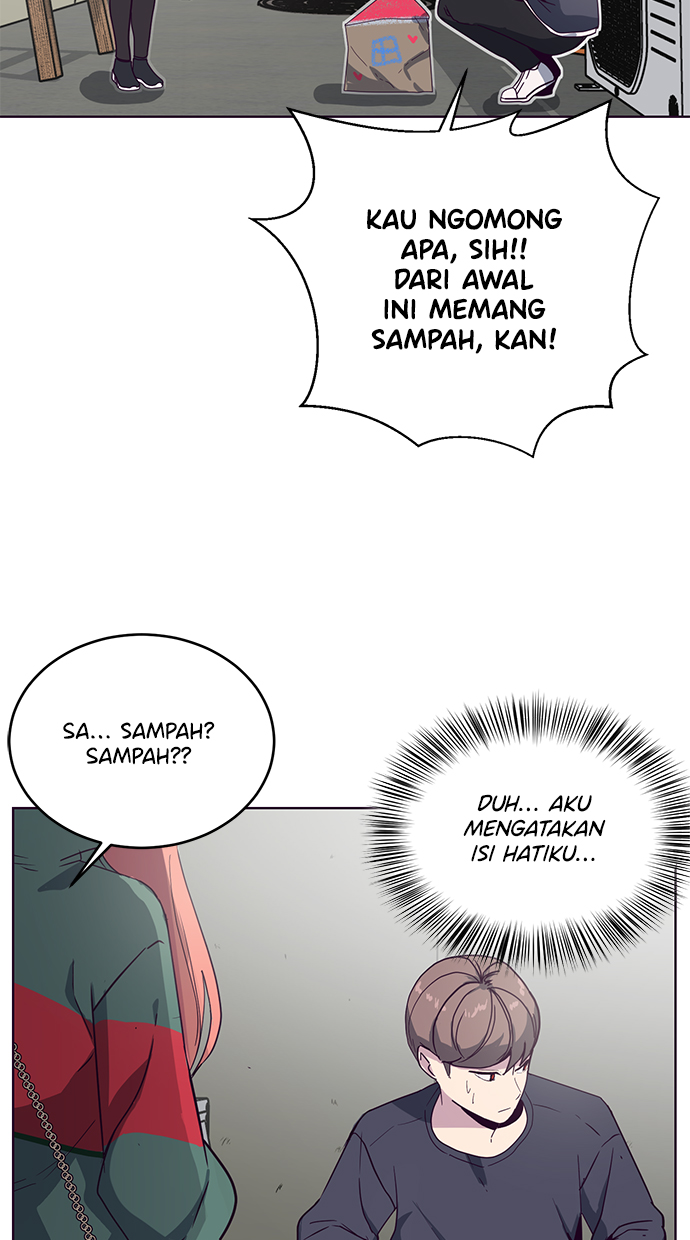 KAU NGOMONG
APA, SIH!!
DARI AWAL
INI MEMANG
SAMPAH, KAN!
SA... SAMPAH?
SAMPAH??
DUH... AKU
MENGATAKAN
ISI HATIKU...